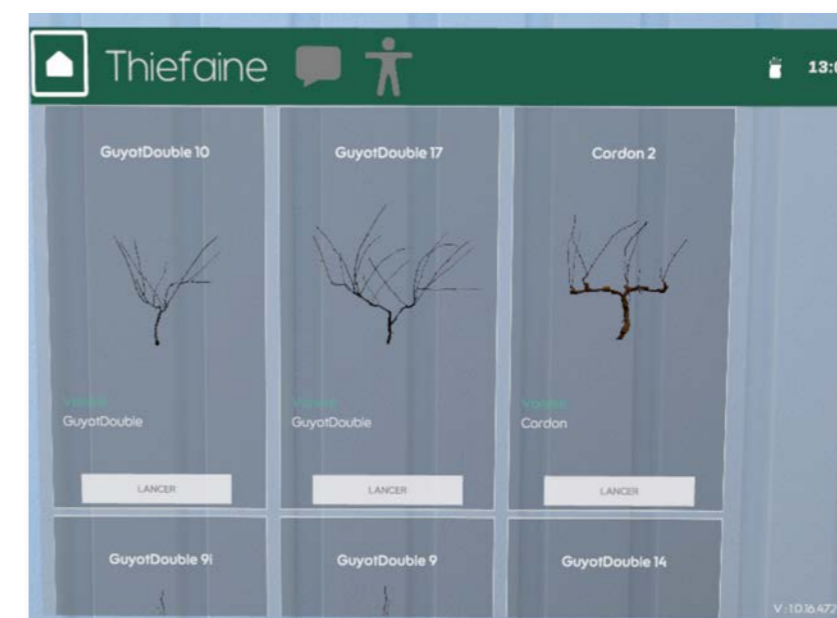 Thiefaine
GuyotDouble 10
GuyotDouble 17
Cordon 2
GuyotDouble
GuyotDouble
Cordon
LANCER
LANCER
LANCER
GuyotDouble 9i
GuyotDouble 9
GuyotDouble 14